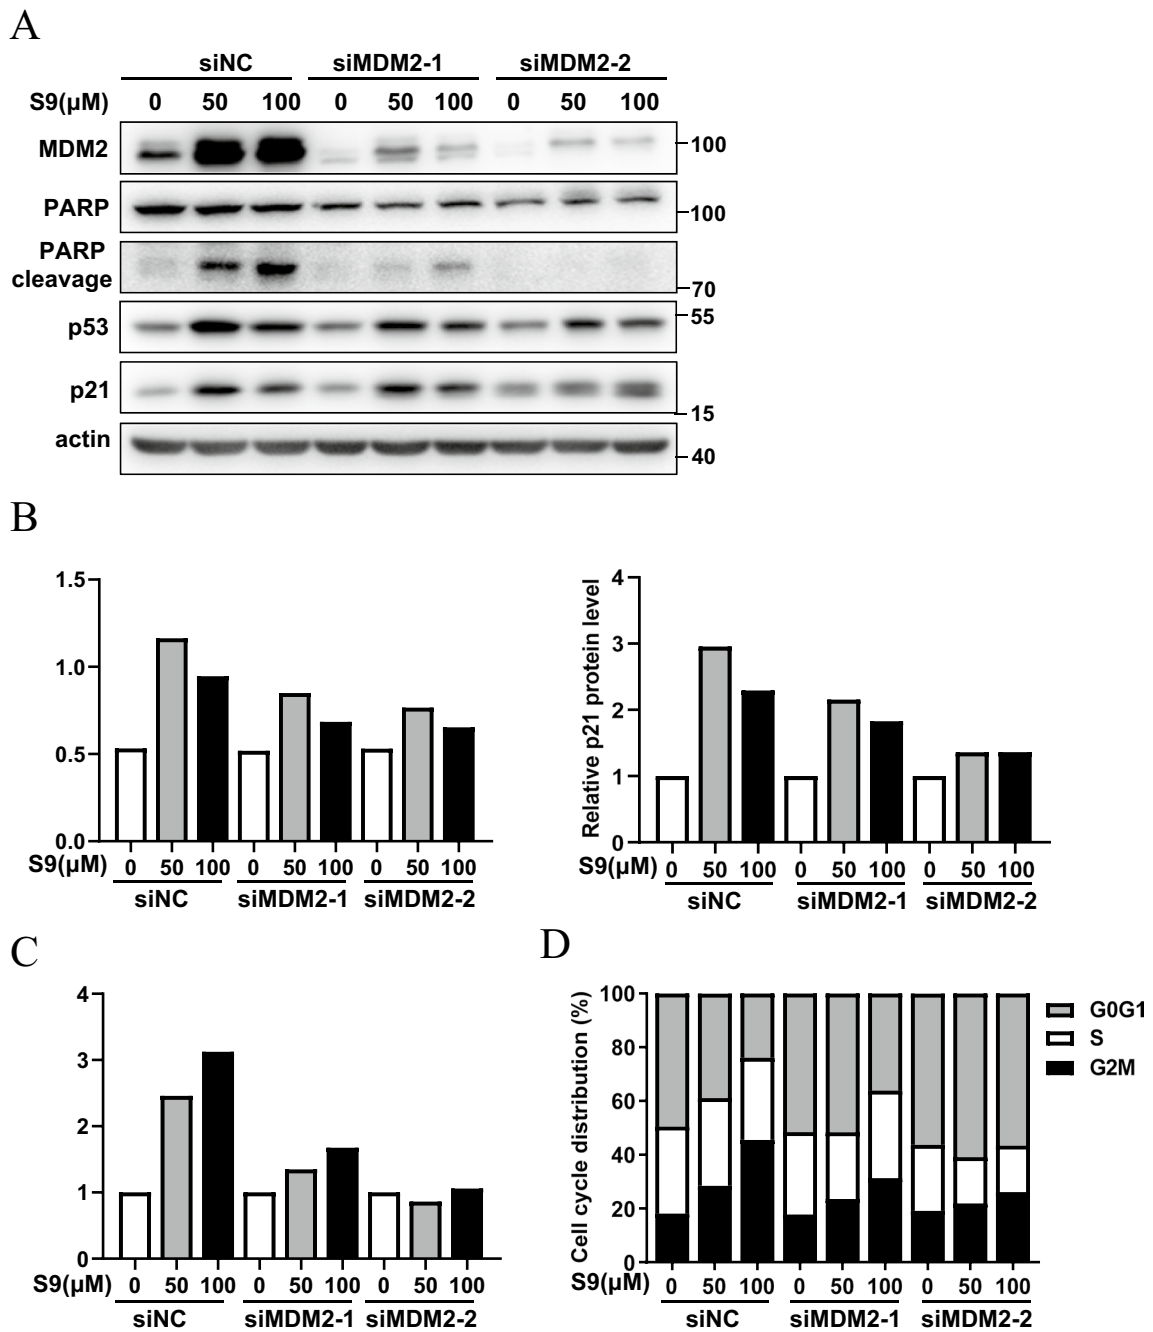 A
siNC siMDM2-1 siMDM2-2
S9(μM) 0 50 100 0 50 100 0 50 100
MDM2 100
PARP 100
PARP
cleavage 70
p53 55
p21 15
actin 40
B
1.5
1.0
0.5
0.0
S9(μM) 0 50 100 0 50 100 0 50 100
siNC siMDM2-1 siMDM2-2
Relative p21 protein level
4
3
2
1
0
S9(μM) 0 50 100 0 50 100 0 50 100
siNC siMDM2-1 siMDM2-2
C
4
3
2
1
0
S9(μM) 0 50 100 0 50 100 0 50 100
siNC siMDM2-1 siMDM2-2
D
Cell cycle distribution (%)
100
80
60
40
20
0
S9(μM) 0 50 100 0 50 100 0 50 100
siNC siMDM2-1 siMDM2-2
G0G1
S
G2M